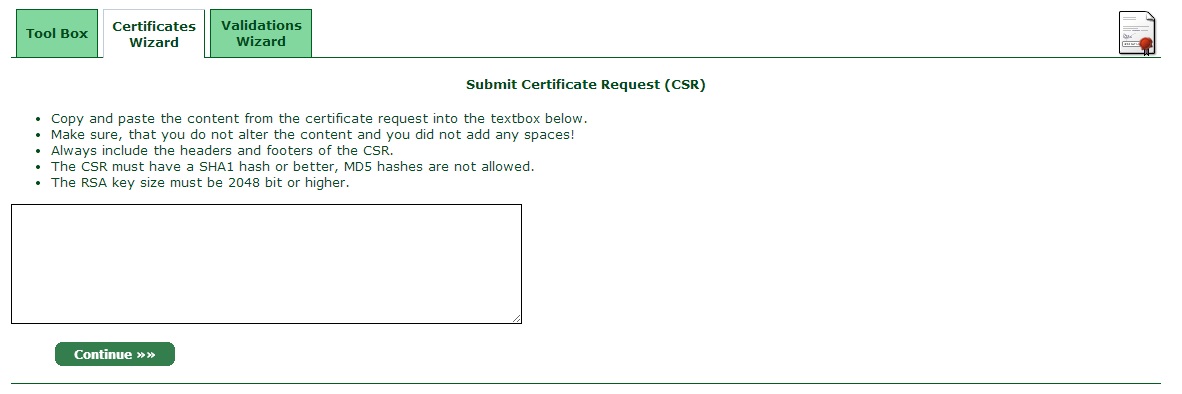 Tool Box
Certificates
Wizard
Validations
Wizard
Submit Certificate Request (CSR)
• Copy and paste the content from the certificate request into the textbox below.
• Make sure, that you do not alter the content and you did not add any spaces!
• Always include the headers and footers of the CSR.
• The CSR must have a SHA1 hash or better, MD5 hashes are not allowed.
• The RSA key size must be 2048 bit or higher.
Continue »»